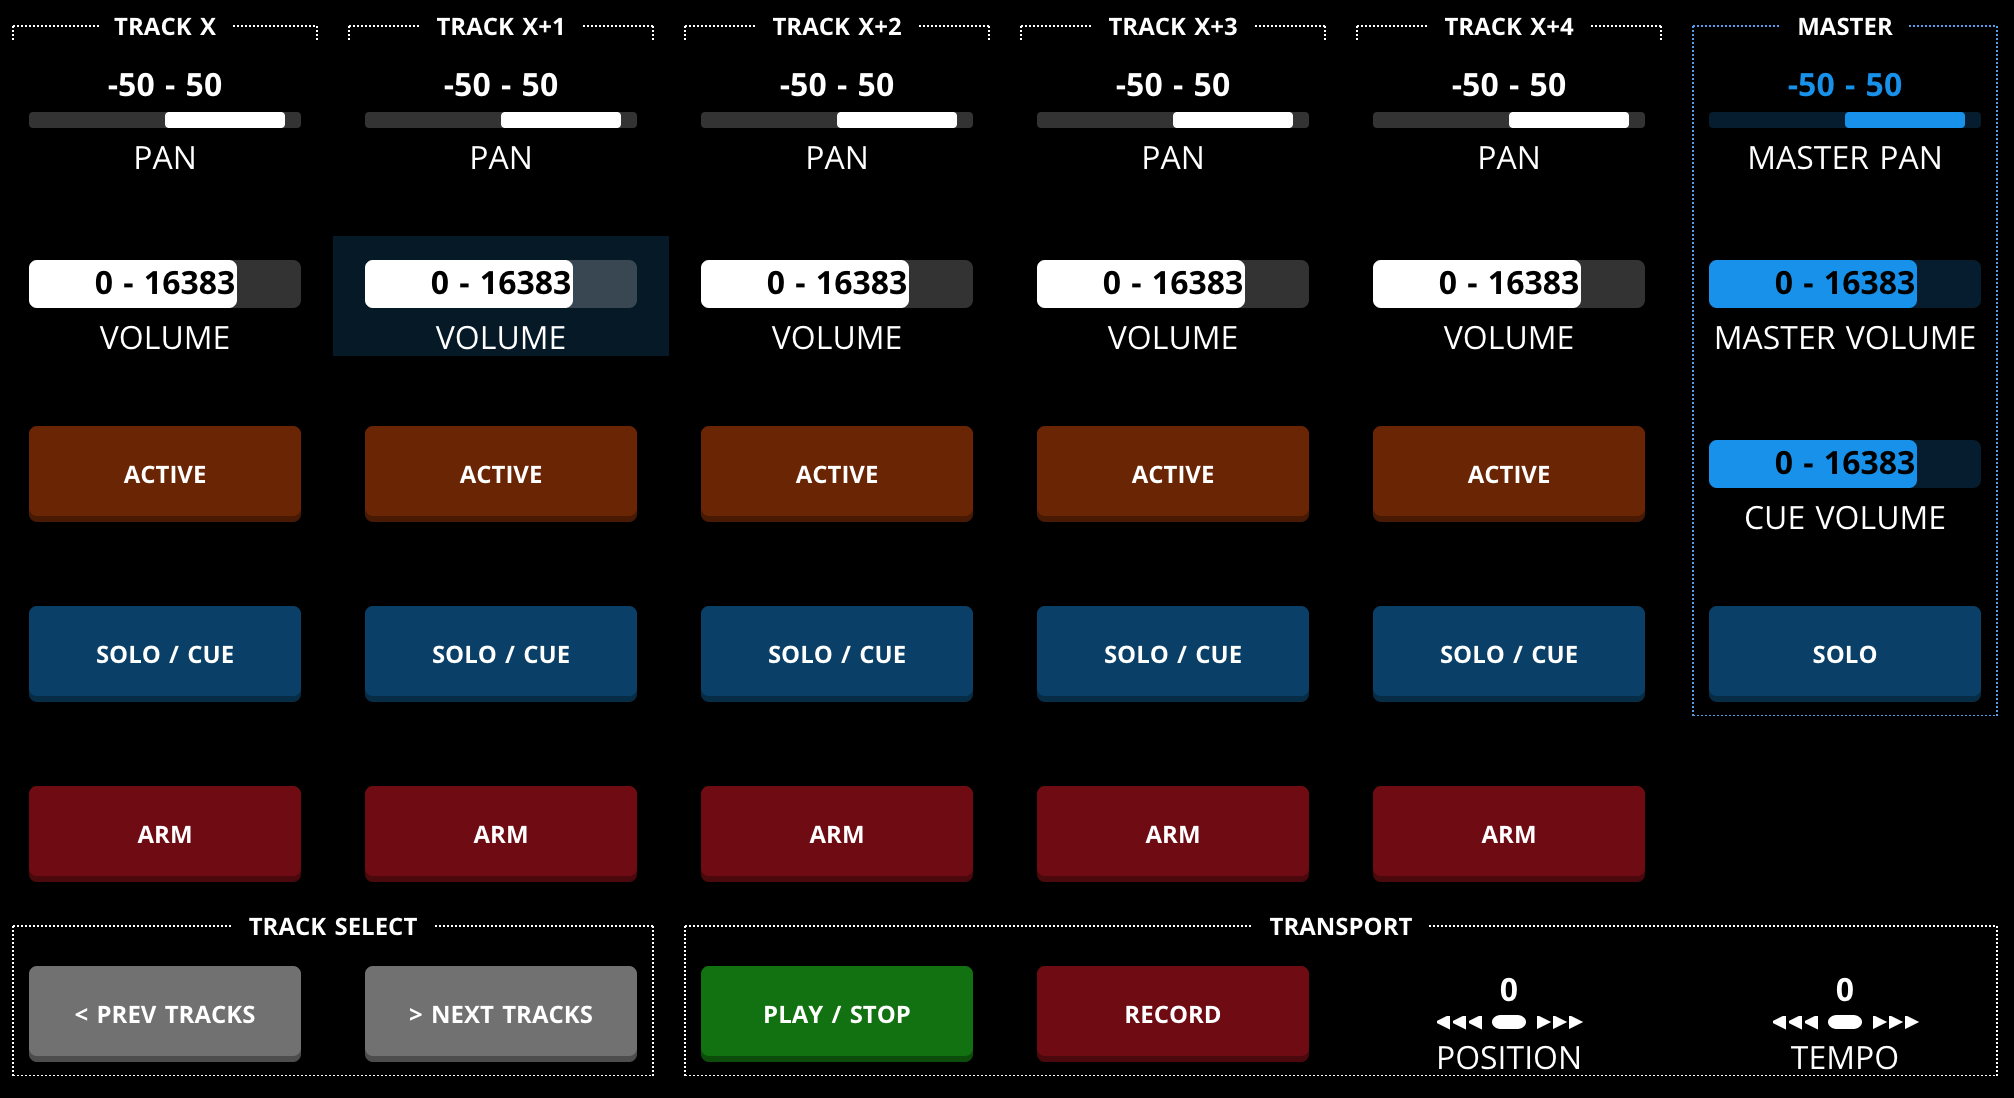 TRACK X TRACK X+1 TRACK X+2 TRACK X+3 TRACK X+4 MASTER
-50 - 50 -50 - 50 -50 - 50 -50 - 50 -50 - 50 -50 - 50
PAN PAN PAN PAN PAN MASTER PAN
0 - 16383 0 - 16383 0 - 16383 0 - 16383 0 - 16383 0 - 16383
VOLUME VOLUME VOLUME VOLUME VOLUME MASTER VOLUME
ACTIVE ACTIVE ACTIVE ACTIVE ACTIVE 0 - 16383
CUE VOLUME
SOLO / CUE SOLO / CUE SOLO / CUE SOLO / CUE SOLO / CUE SOLO
ARM ARM ARM ARM ARM
TRACK SELECT TRANSPORT
< PREV TRACKS > NEXT TRACKS PLAY / STOP RECORD 0 0
POSITION TEMPO